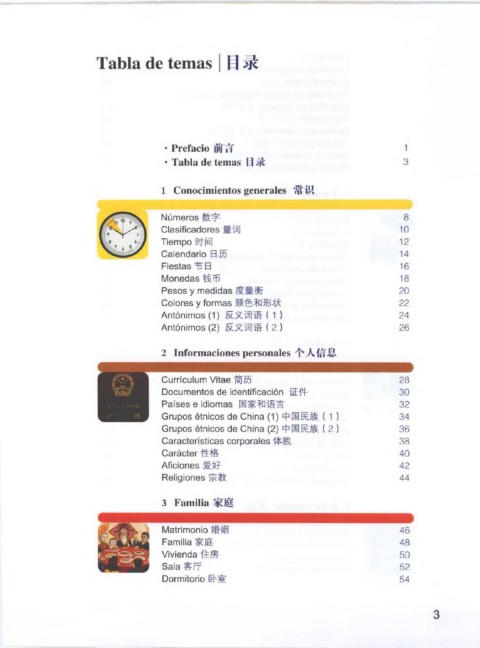 Tabla de temas | 目录
· Prefacio 前言 1
· Tabla de temas 目录 3
1 Conocimientos generales 常识
Números 数字 8
Clasificadores 量词 10
Tiempo 时间 12
Calendario 日历 14
Fiestas 节日 16
Monedas 钱币 18
Pesos y medidas 度量衡 20
Colores y formas 颜色和形状 22
Antónimos (1) 反义词语(1) 24
Antónimos (2) 反义词语(2) 26
2 Informaciones personales 个人信息
Curriculum Vitae 简历 28
Documentos de identificación 证件 30
Países e idiomas 国家和语言 32
Grupos étnicos de China (1) 中国民族(1) 34
Grupos étnicos de China (2) 中国民族(2) 36
Características corporales 体貌 38
Carácter 性格 40
Aficiones 爱好 42
Religiones 宗教 44
3 Familia 家庭
Matrimonio 婚姻 46
Familia 家庭 48
Vivienda 住房 50
Sala 客厅 52
Dormitorio 卧室 54
3